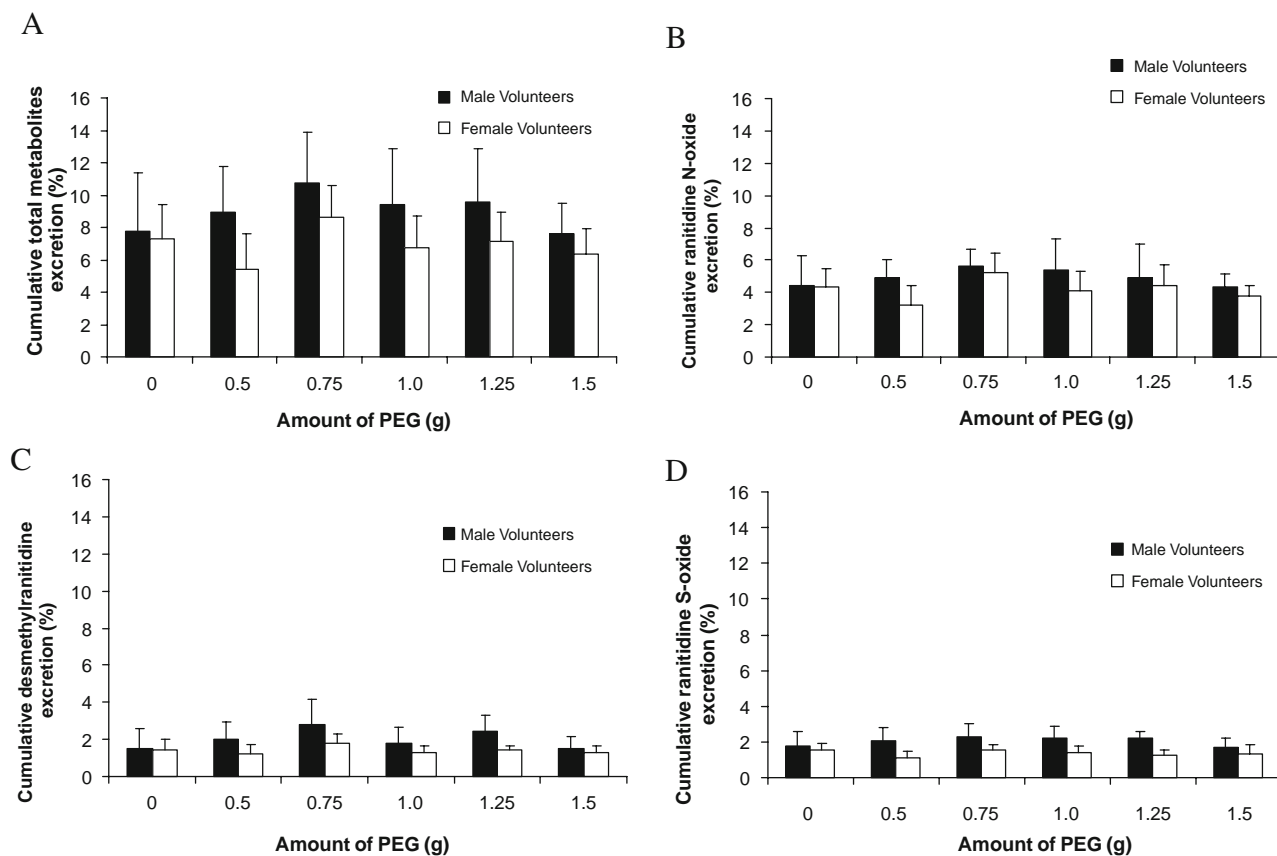 A
Cumulative total metabolites
excretion (%)
16
14
12
10
8
6
4
2
0
Male Volunteers
Female Volunteers
0 0.5 0.75 1.0 1.25 1.5
Amount of PEG (g)
B
Cumulative ranitidine N-oxide
excretion (%)
16
14
12
10
8
6
4
2
0
Male Volunteers
Female Volunteers
0 0.5 0.75 1.0 1.25 1.5
Amount of PEG (g)
C
Cumulative desmethylranitidine
excretion (%)
16
14
12
10
8
6
4
2
0
Male Volunteers
Female Volunteers
0 0.5 0.75 1.0 1.25 1.5
Amount of PEG (g)
D
Cumulative ranitidine S-oxide
excretion (%)
16
14
12
10
8
6
4
2
0
Male Volunteers
Female Volunteers
0 0.5 0.75 1.0 1.25 1.5
Amount of PEG (g)